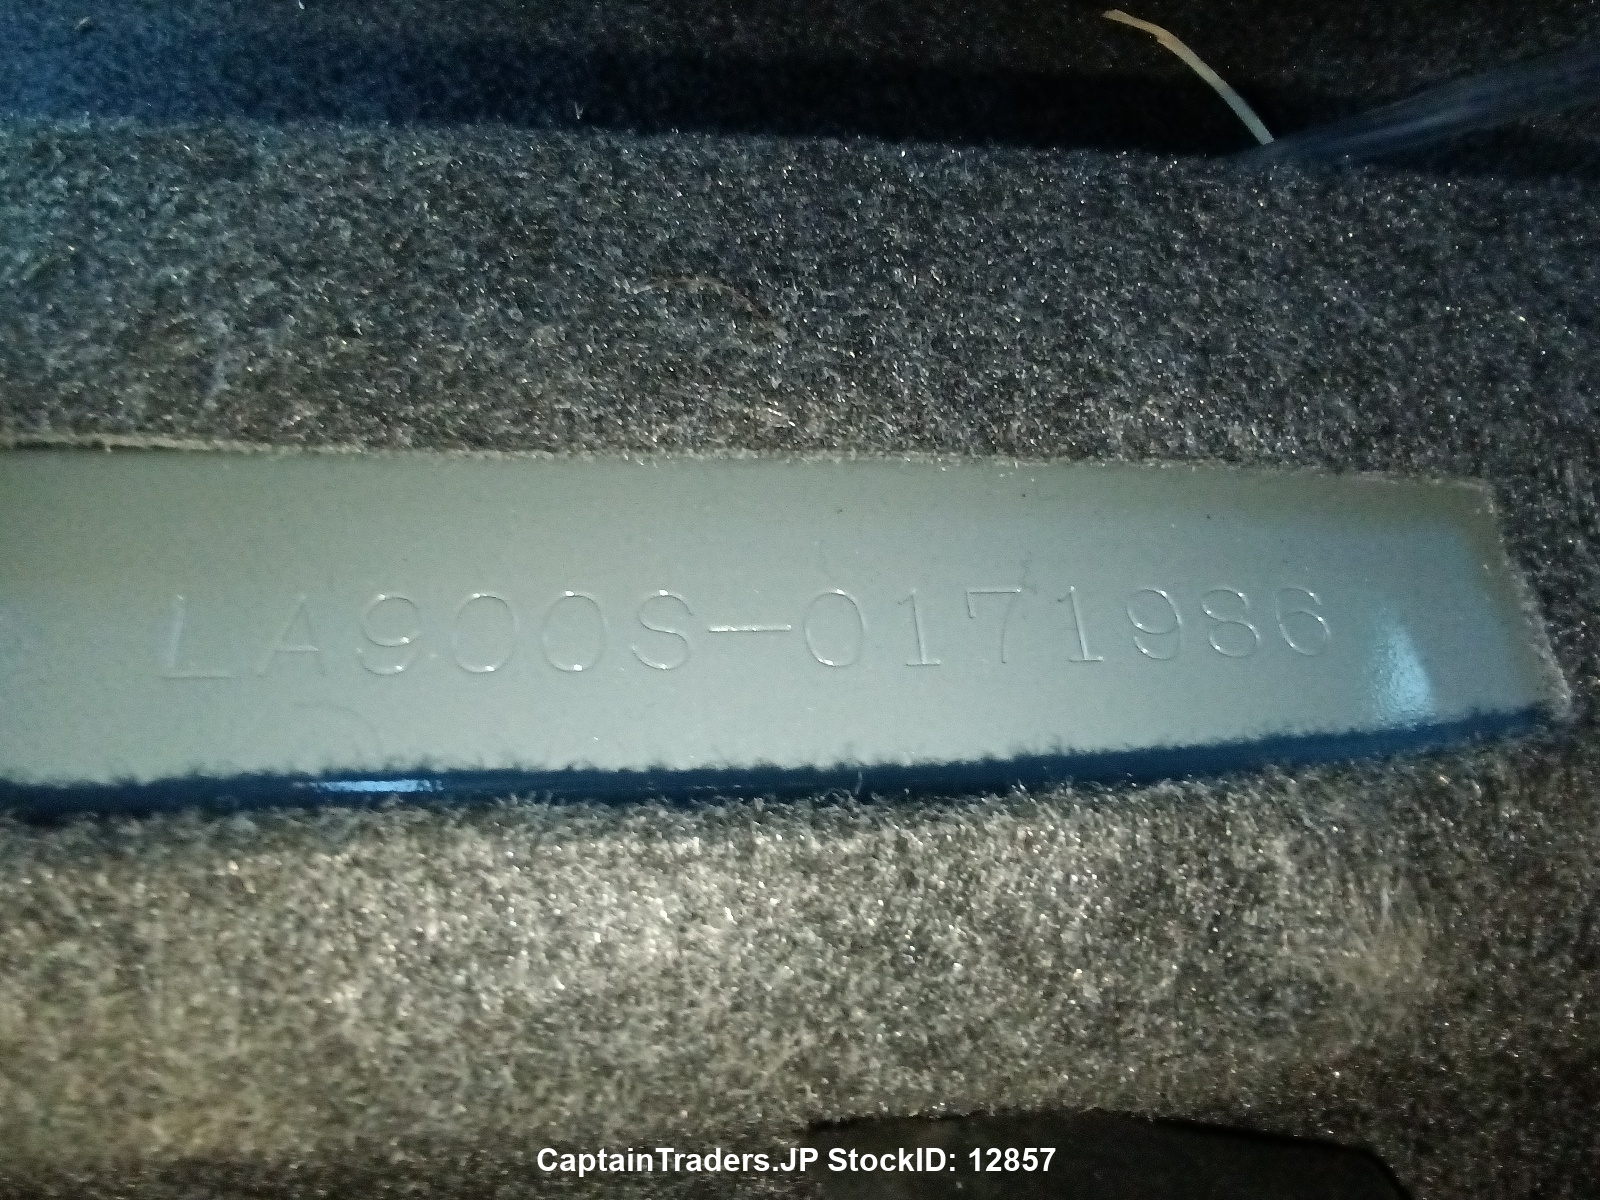 LA900S-0171986
CaptainTraders.JP StockID: 12857